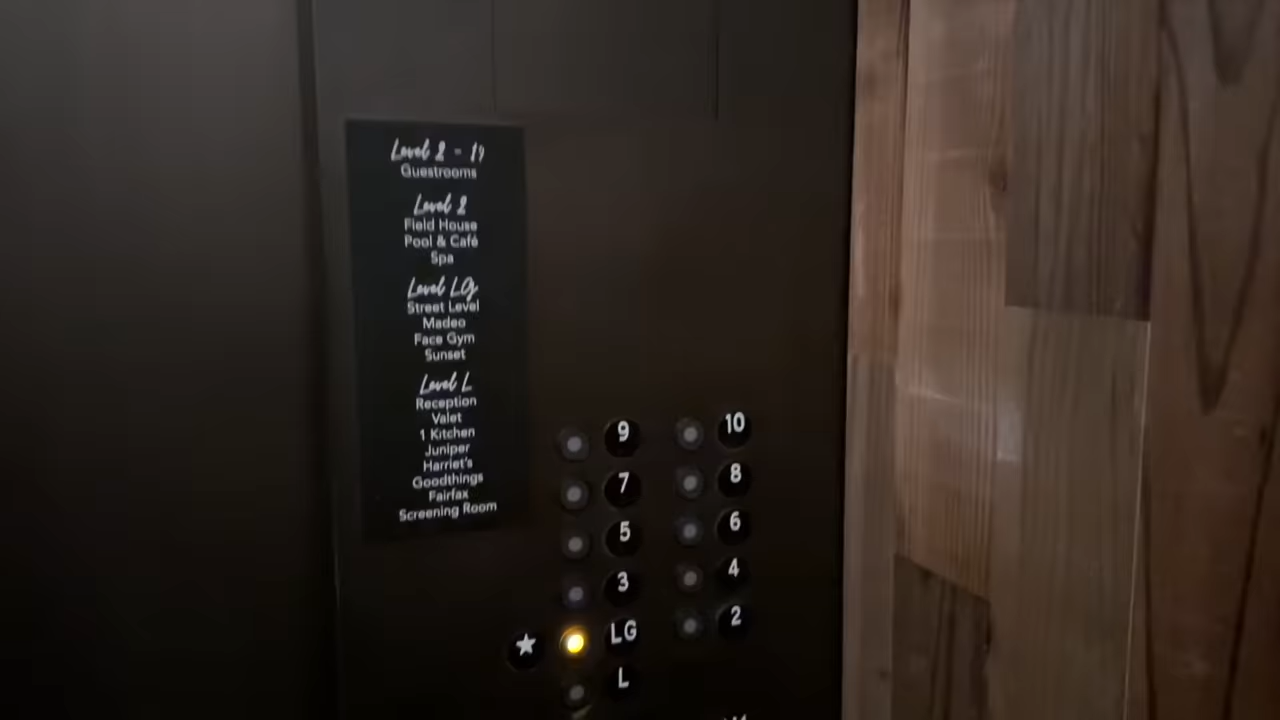 Level 2 - 19
Guestrooms
Level 2
Field House
Pool & Café
Spa
Level LG
Street Level
Madeo
Face Gym
Sunset
Level L
Reception
Valet
1 Kitchen
Juniper
Harriet's
Goodthings
Fairfax
Screening Room
9 10
7 8
5 6
3 4
★ LG 2
L